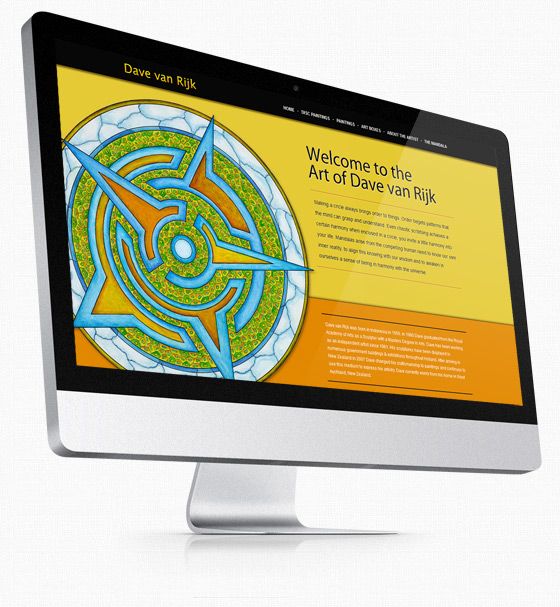 Dave van Rijk
HOME - TIFIC PAINTINGS - PAINTINGS - ART BOXES - ABOUT THE ARTIST - THE MANDALA
Welcome to the
Art of Dave van Rijk
Stating a circle always brings order to things. Order begets patterns that
the mind can grasp and understand. Even chaotic scribbling achieves a
certain harmony when enclosed in a circle, you invite a little harmony into
your life. Mandalas arise from the compelling human need to know our own
inner reality, to align this knowing with our wisdom and to awaken in
ourselves a sense of being in harmony with the universe.
Dave van Rijk was born in Indonesia in 1955. In 1980 Dave graduated from the Royal
Academy of Arts as a Sculptor with a Masters Degree in Arts. Dave has been working
as an independent artist since 1981. His sculptures have been displayed in
numerous government buildings & exhibitions throughout Holland. After arriving in
New Zealand in 2007 Dave changed his craftmanship to paintings and continues to
use this medium to express his artistry. Dave currently works from his home in
Northland, New Zealand.